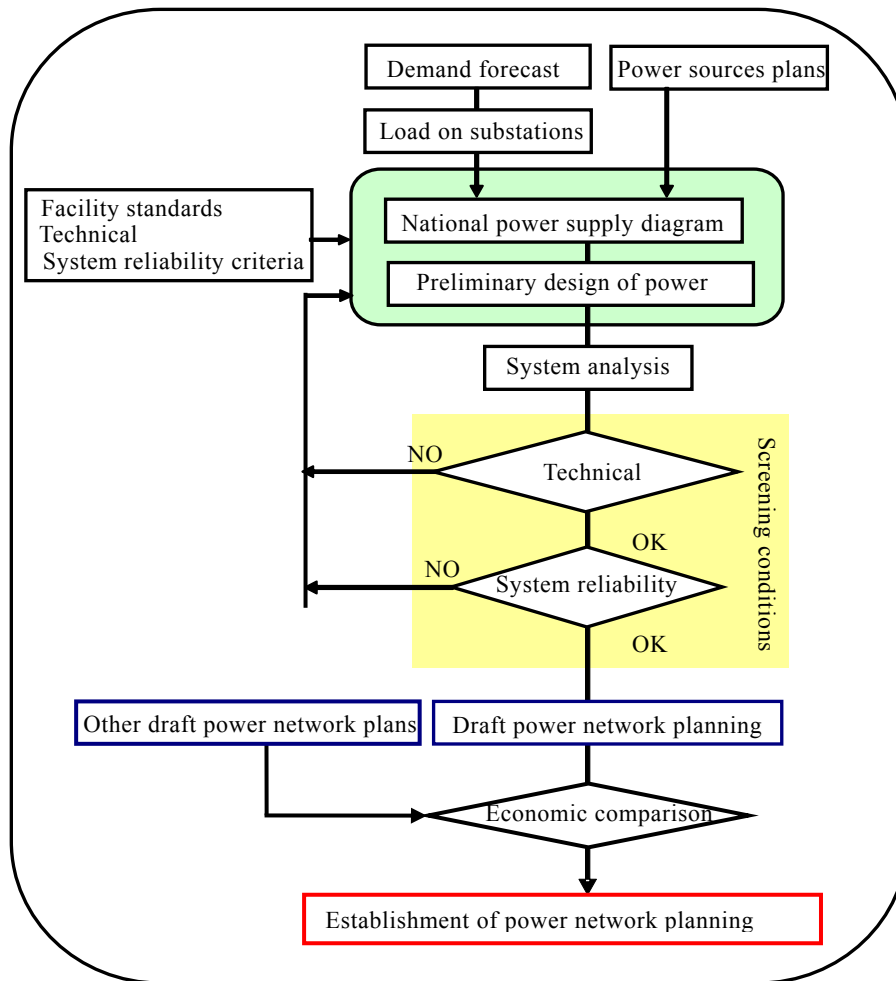 Demand forecast
Power sources plans
Load on substations
Facility standards
Technical
System reliability criteria
National power supply diagram
Preliminary design of power
System analysis
NO
Technical
Screening conditions
OK
NO
System reliability
OK
Other draft power network plans
Draft power network planning
Economic comparison
Establishment of power network planning